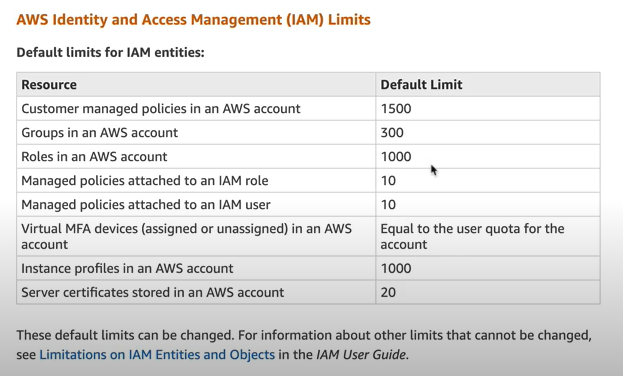 AWS Identity and Access Management (IAM) Limits
Default limits for IAM entities:
Resource Default Limit
Customer managed policies in an AWS account 1500
Groups in an AWS account 300
Roles in an AWS account 1000
Managed policies attached to an IAM role 10
Managed policies attached to an IAM user 10
Virtual MFA devices (assigned or unassigned) in an AWS account Equal to the user quota for the account
Instance profiles in an AWS account 1000
Server certificates stored in an AWS account 20
These default limits can be changed. For information about other limits that cannot be changed,
see Limitations on IAM Entities and Objects in the IAM User Guide.